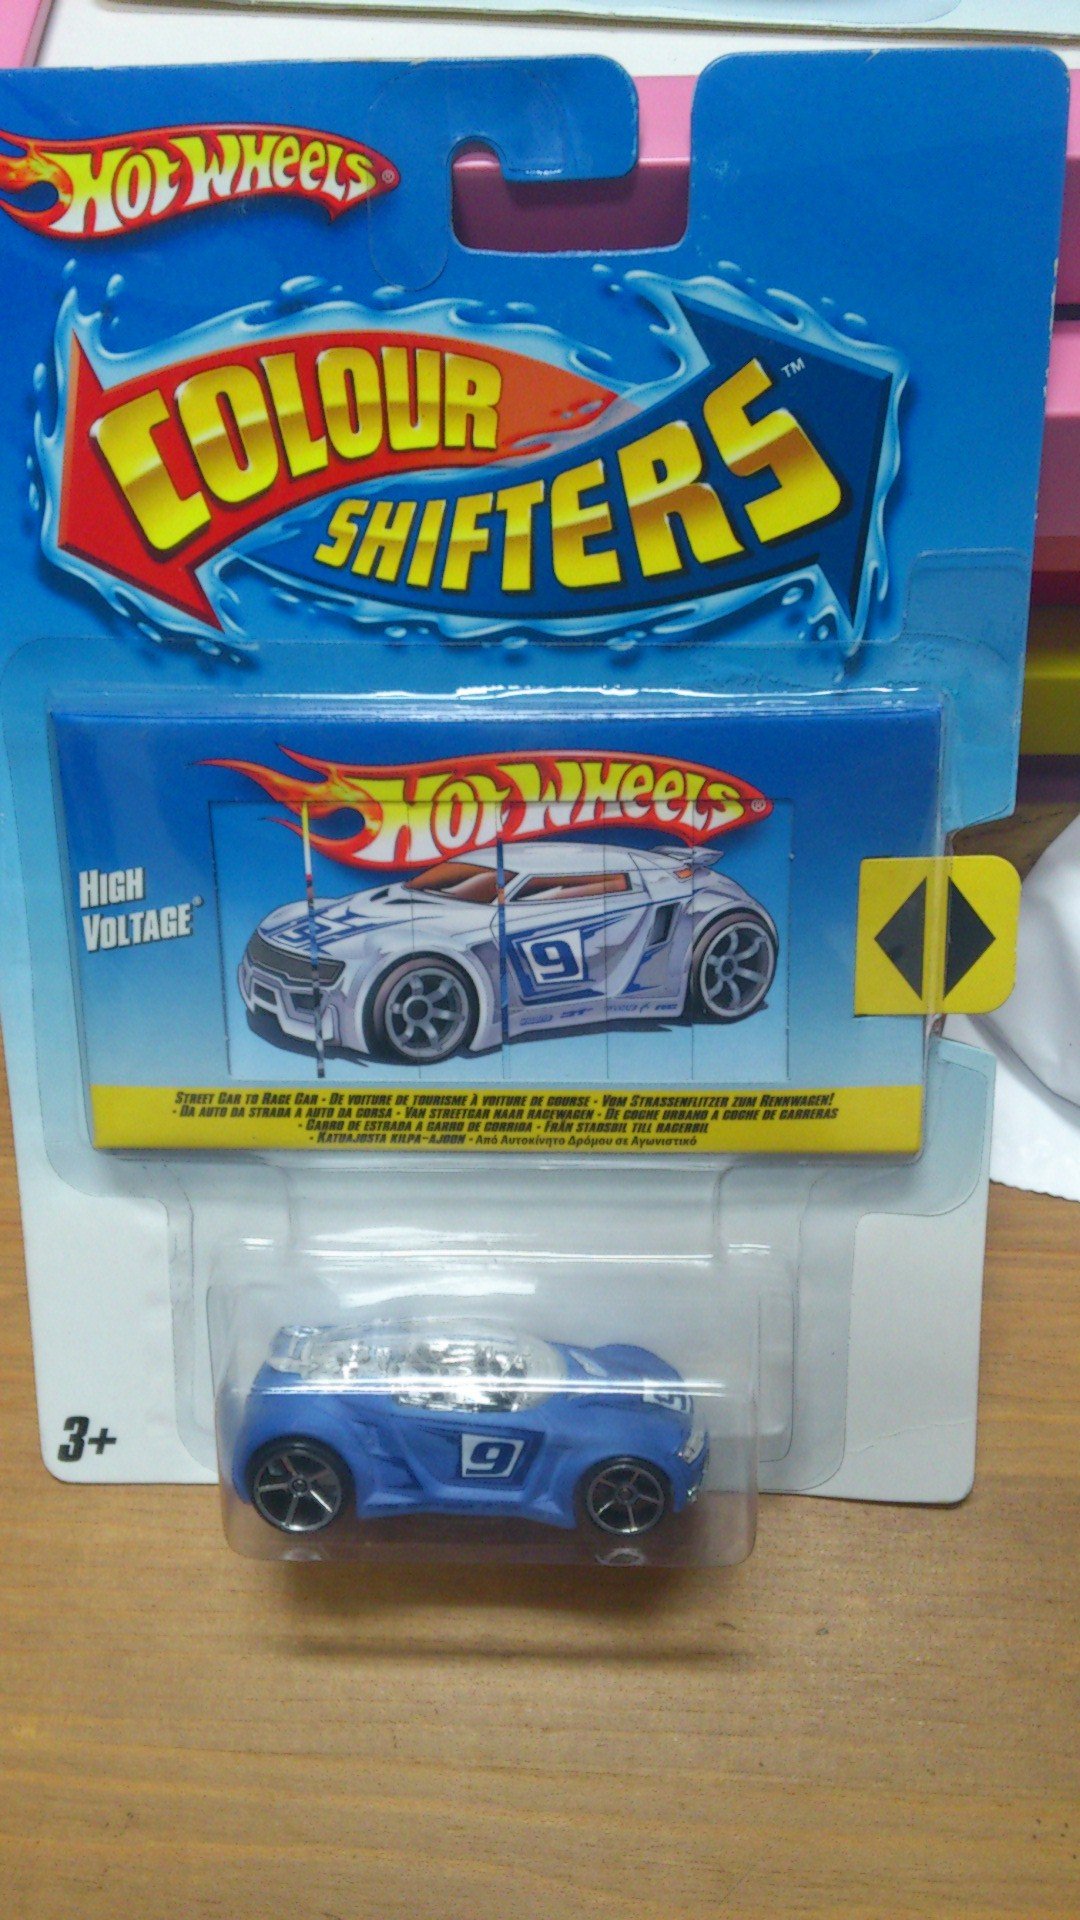 HOT WHEELS®
COLOUR
SHIFTERS™
HOT WHEELS®
HIGH
VOLTAGE®
9
STREET CAR TO RACE CAR - DE VOITURE DE TOURISME À VOITURE DE COURSE - VOM STRASSENFLITZER ZUM RENNWAGEN!
- DA AUTO DA STRADA A AUTO DA CORSA - VAN STREETCAR NAAR RACEWAGEN - DE COCHE URBANO A COCHE DE CARRERAS
- CARRO DE ESTRADA A CARRO DE CORRIDA - FRÅN STADSBIL TILL RACERBIL
- KATUAJOSTA KILPA-AJOON - Από Αυτοκίνητο Δρόμου σε Αγωνιστικό
9
3+